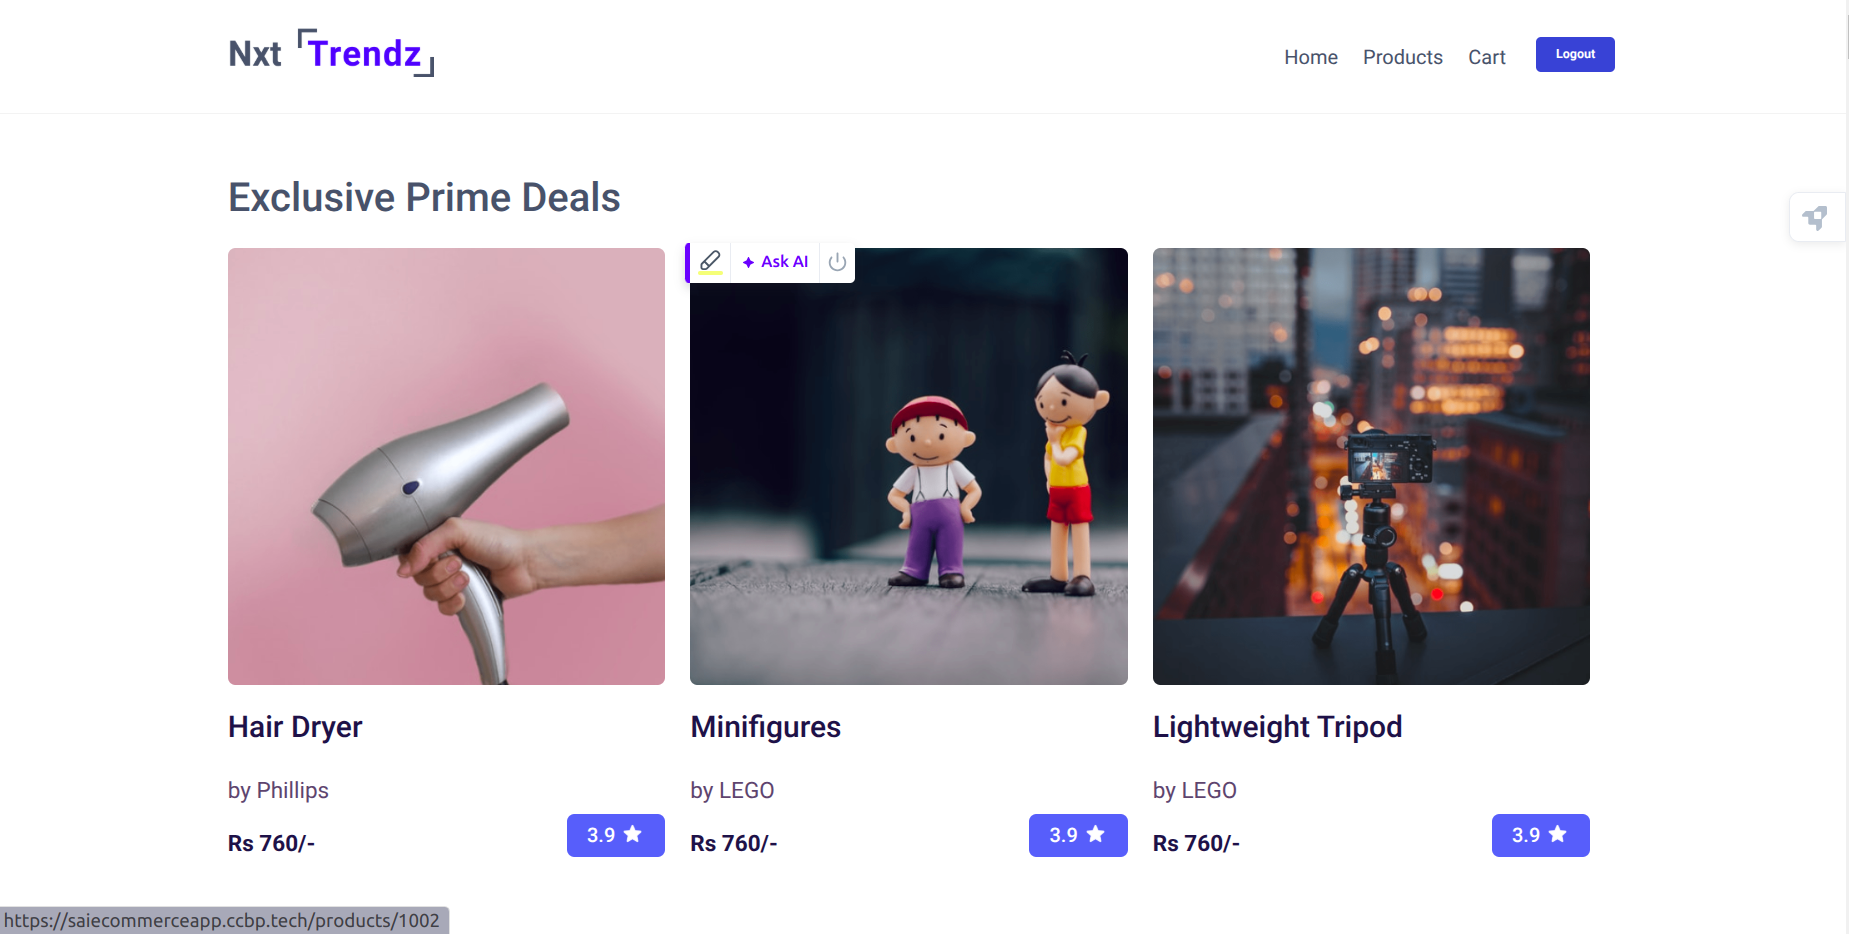 Nxt Trendz
Home Products Cart Logout
Exclusive Prime Deals
Ask AI
Hair Dryer
by Phillips
Rs 760/-
3.9
Minifigures
by LEGO
Rs 760/-
3.9
Lightweight Tripod
by LEGO
Rs 760/-
3.9
https://saiecommerceapp.ccbp.tech/products/1002